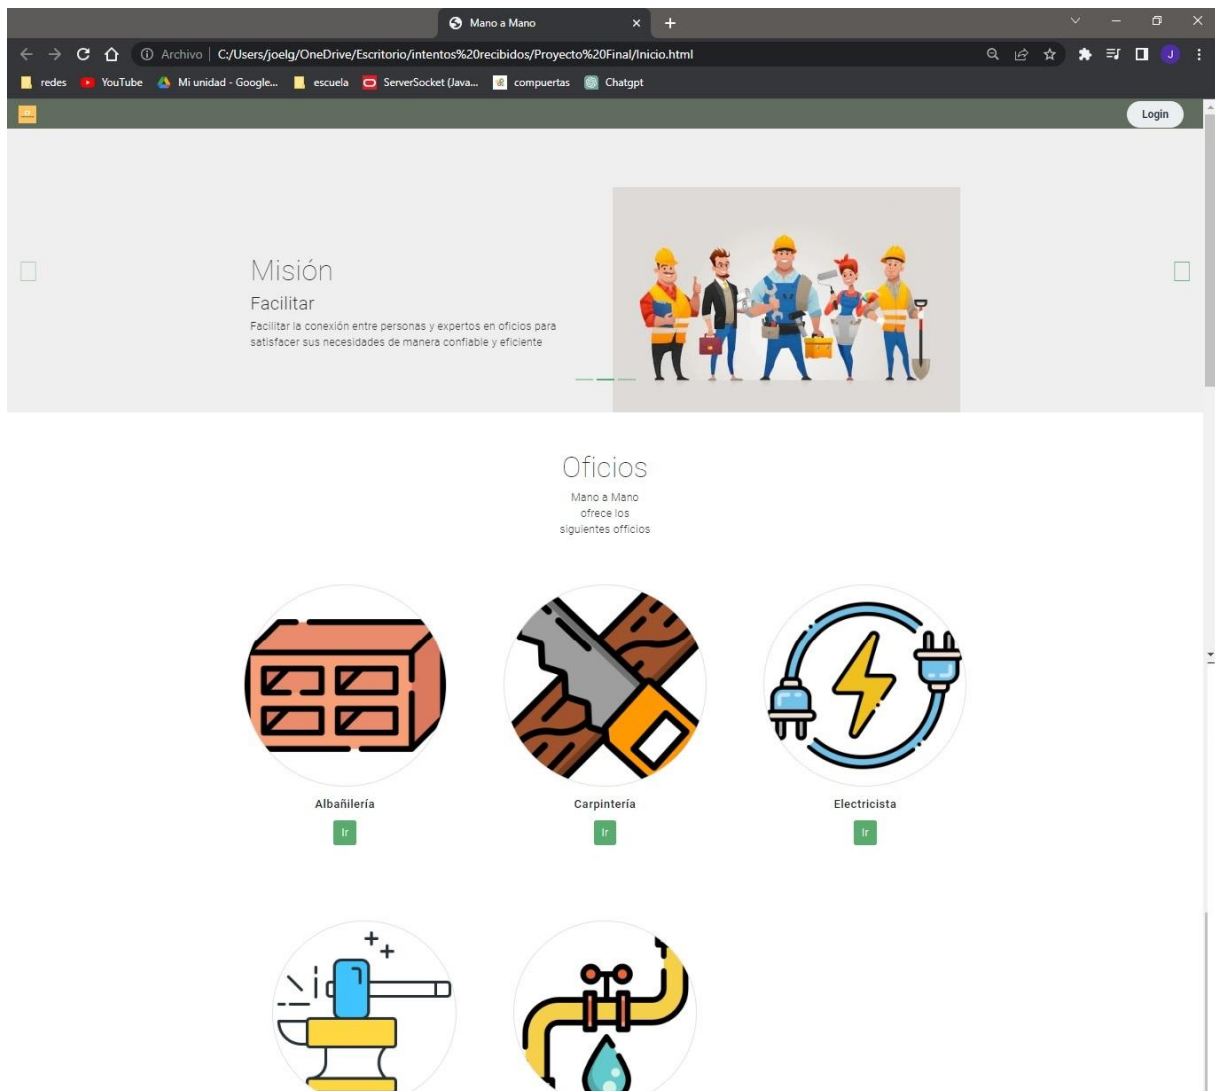 Mano a Mano
Archivo C:/Users/joelg/OneDrive/Escritorio/intentos%20recibidos/Proyecto%20Final/Inicio.html
J
redes YouTube Mi unidad - Google... escuela ServerSocket (Java... compuertas Chatgpt
Login
Misión
Facilitar
Facilitar la conexión entre personas y expertos en oficios para
satisfacer sus necesidades de manera confiable y eficiente
Oficios
Mano a Mano
ofrece los
siguientes officios
Albañilería Carpintería Electricista
Ir Ir Ir